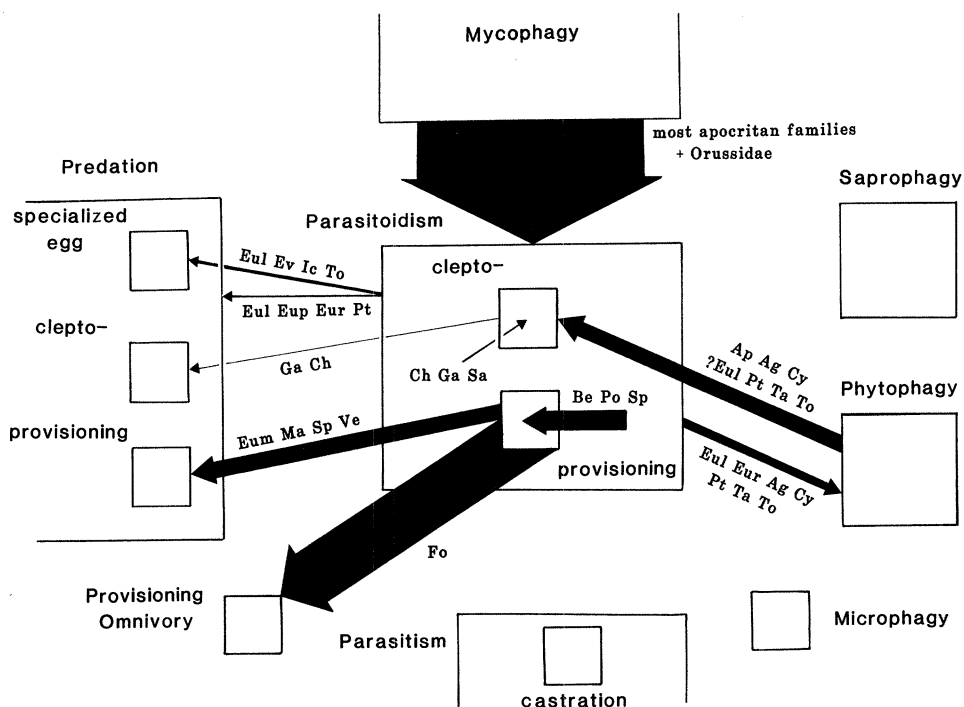 Mycophagy
most apocritan families
+ Orussidae
Predation
Saprophagy
specialized
egg
Parasitoidism
clepto-
Eul Ev Ic To
Eul Eup Eur Pt
clepto-
Ga Ch
Ch Ga Sa
Ap Ag Cy
?Eul Pt Ta To
Phytophagy
provisioning
Be Po Sp
Eum Ma Sp Ve
provisioning
Eul Eur Ag Cy
Pt Ta To
Fo
Provisioning
Omnivory
Parasitism
Microphagy
castration